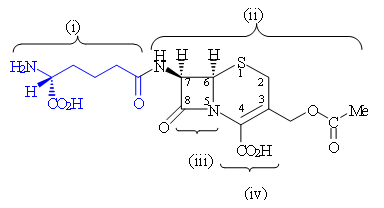 (i) (ii)
H₂N H N H H S 1
7 6 2
H CO₂H O 8 N 5 4 3 O Me
O CO₂H O
(iii)
(iv)